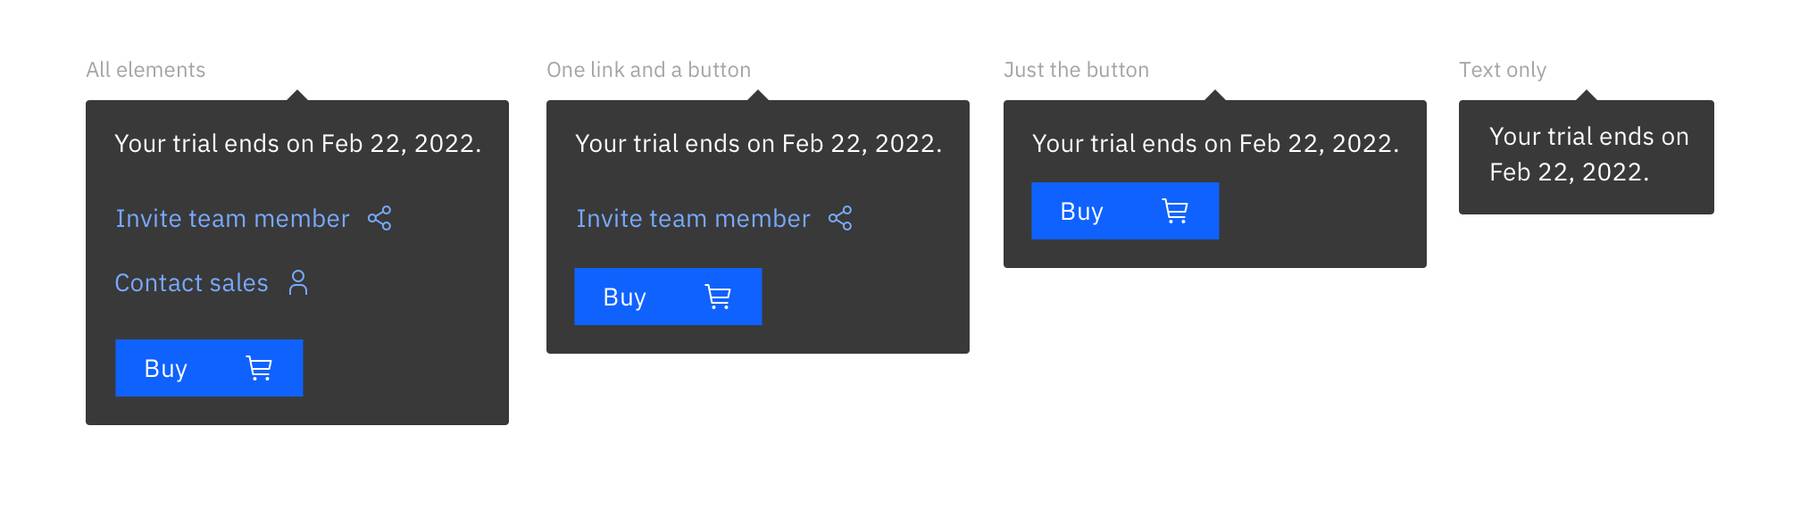 All elements
Your trial ends on Feb 22, 2022.
Invite team member
Contact sales
Buy
One link and a button
Your trial ends on Feb 22, 2022.
Invite team member
Buy
Just the button
Your trial ends on Feb 22, 2022.
Buy
Text only
Your trial ends on
Feb 22, 2022.